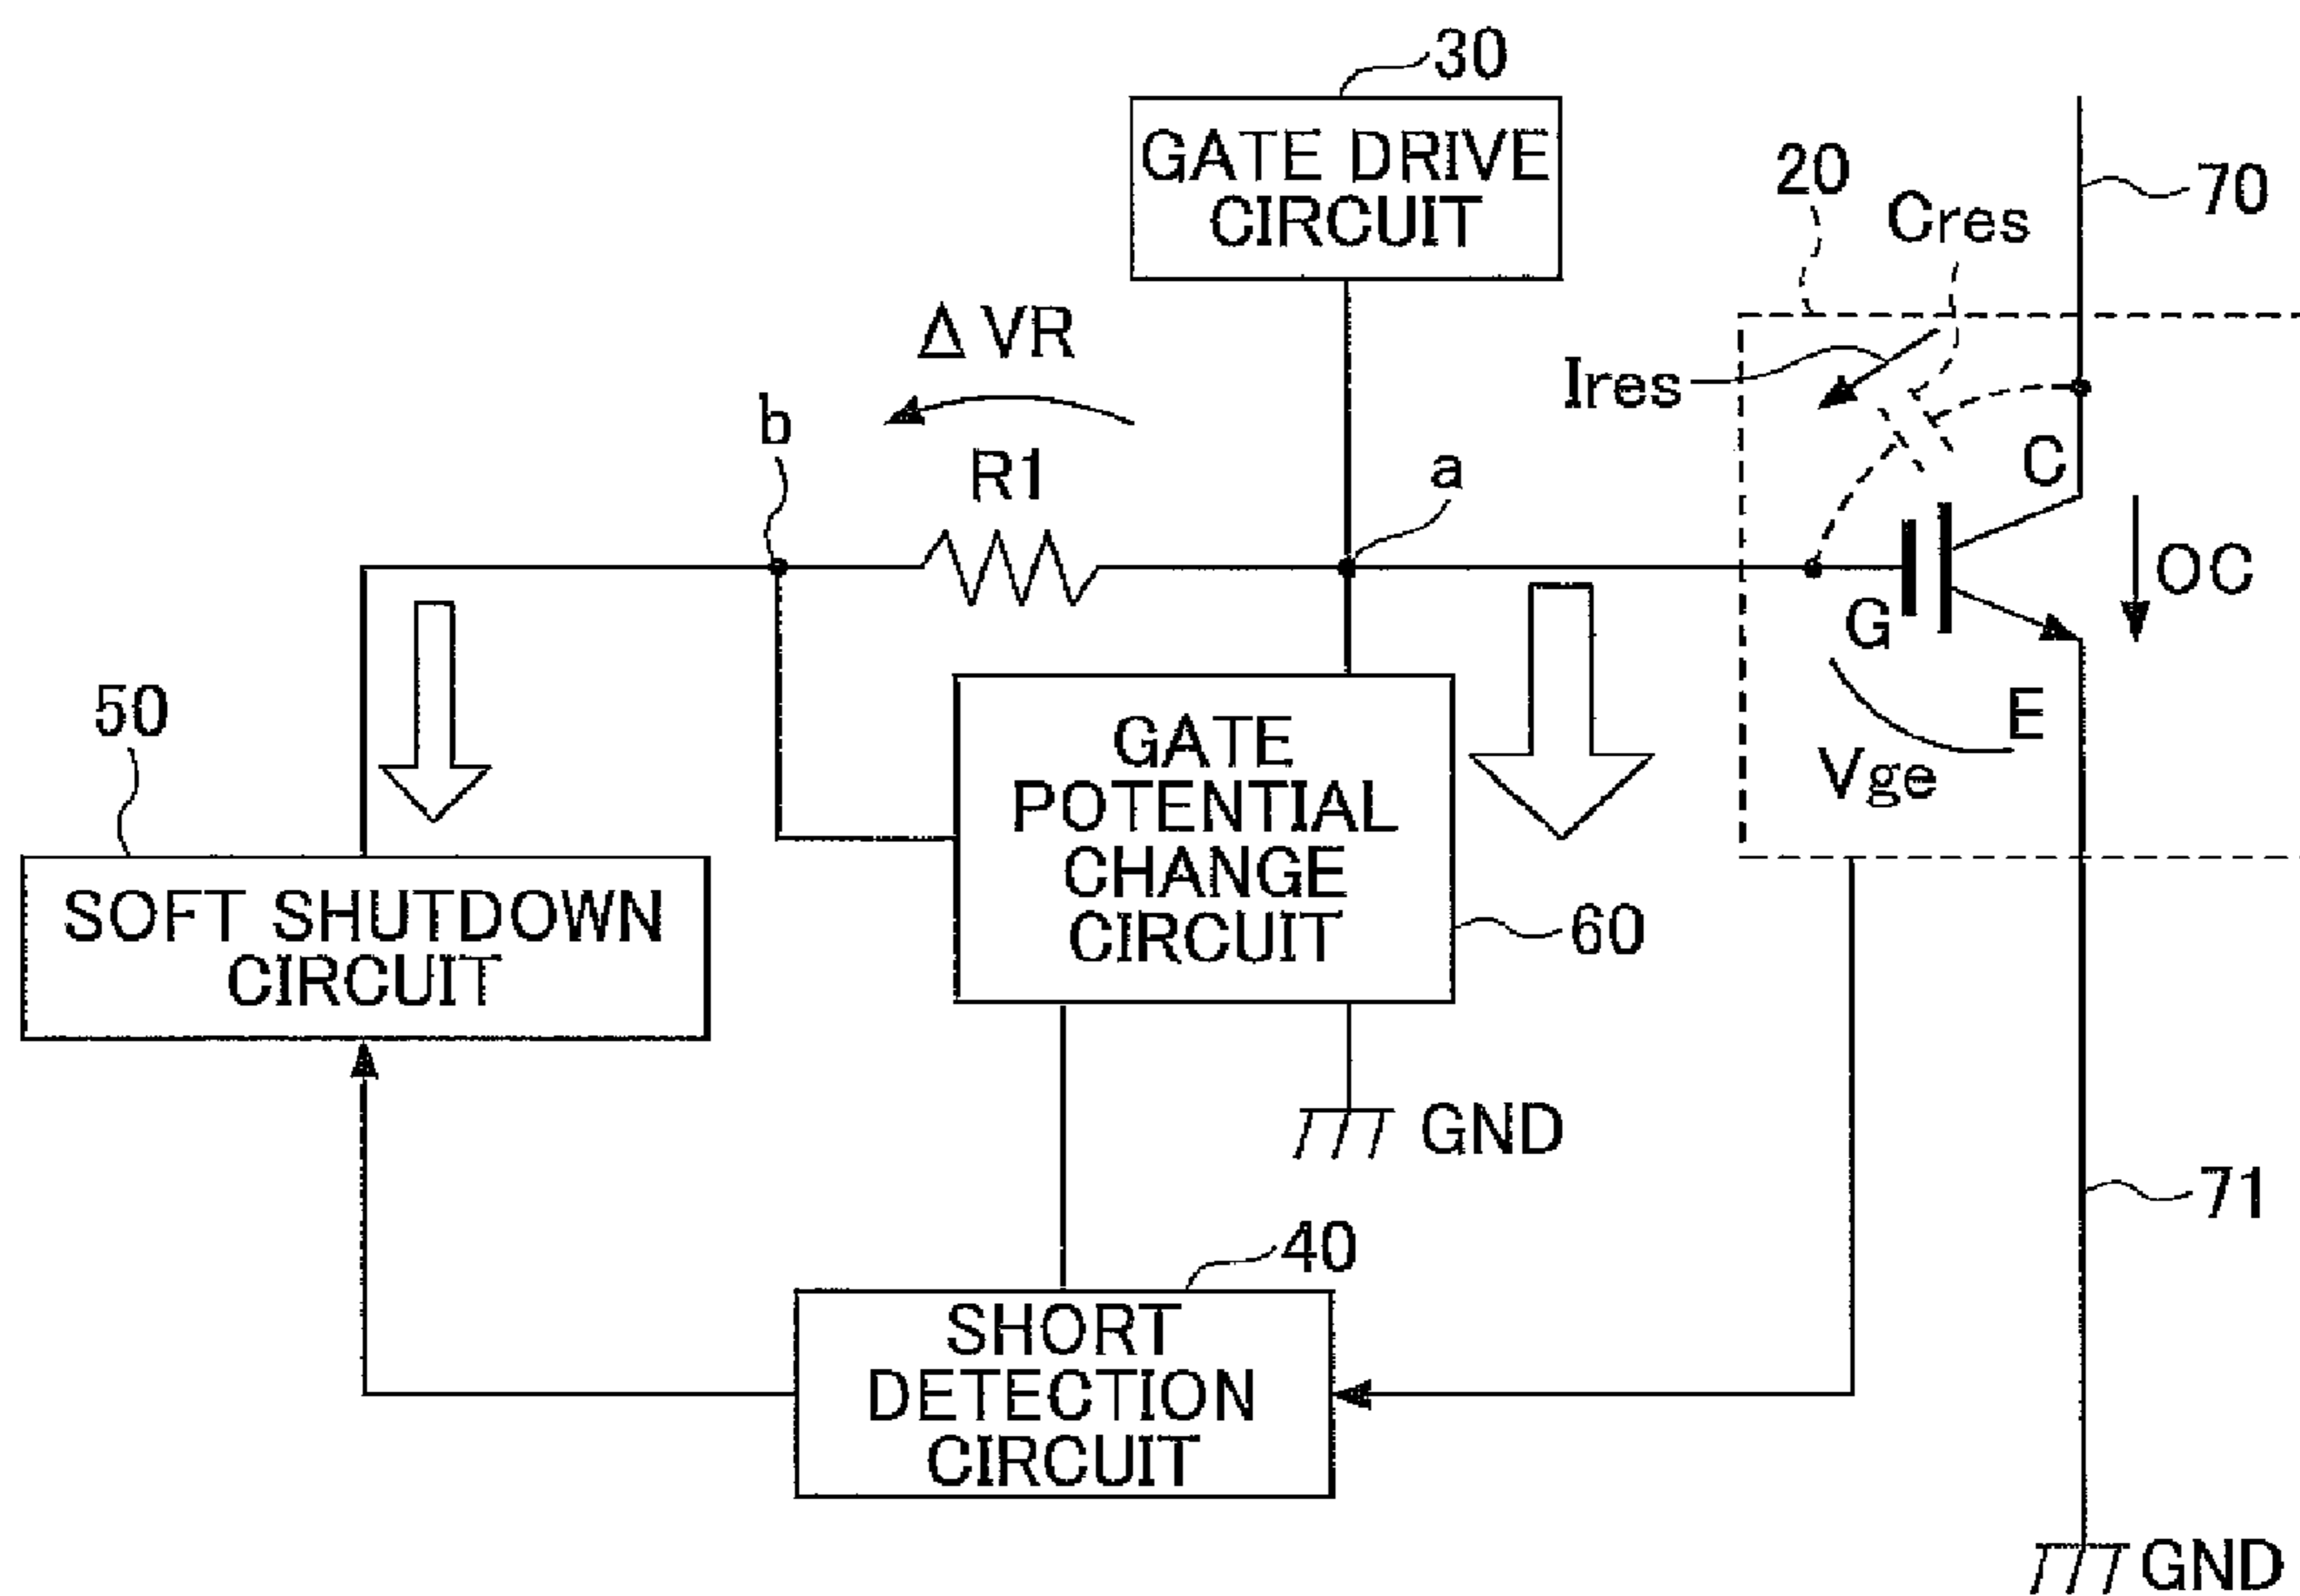 30
GATE DRIVE
CIRCUIT
20
Cres
70
Δ VR
Ires
b
R1
a
C
OC
G
E
Vge
50
GATE
POTENTIAL
CHANGE
CIRCUIT
60
SOFT SHUTDOWN
CIRCUIT
GND
71
40
SHORT
DETECTION
CIRCUIT
GND